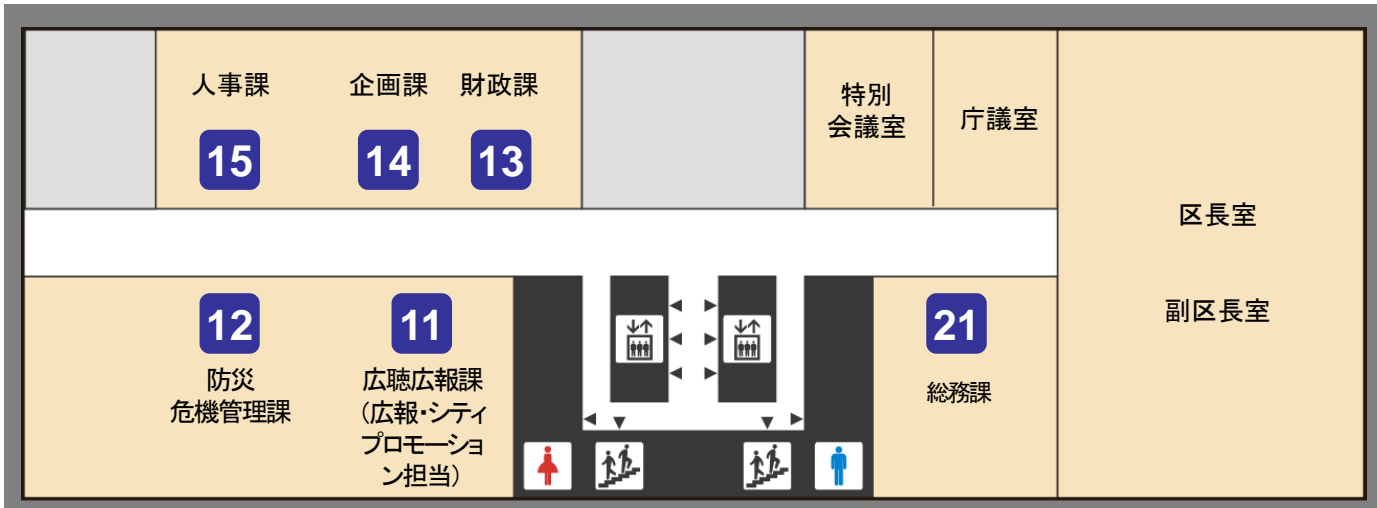 人事課
15
企画課
14
財政課
13
特別
会議室
庁議室
区長室
副区長室
12
防災
危機管理課
11
広聴広報課
（広報・シティ
プロモーショ
ン担当）
21
総務課